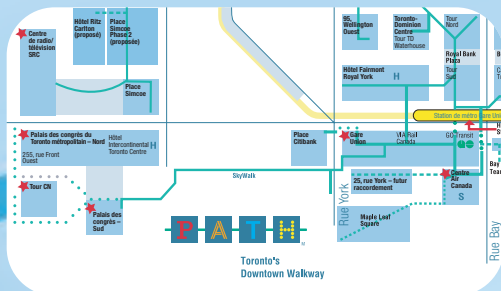 Centre
de radio/
télévision
SRC
Hôtel Ritz
Carlton
(proposé)
Place
Simcoe
Phase 2
(proposée)
Place
Simcoe
95,
Wellington
Ouest
Toronto-
Dominion
Centre
Tour TD
Waterhouse
Tour
Nord
Royal Bank
Plaza
Tour
Sud
Hôtel Fairmont
Royal York
H
Station de métro Gare Uni
Palais des congrès du
Toronto métropolitain – Nord
255, rue Front
Ouest
Hôtel
Intercontinental [H]
Toronto Centre
Place
Citibank
Gare
Union
VIA Rail
Canada
GO Transit
Bay
Tea
Tour CN
Palais des
congrès –
Sud
SkyWalk
25, rue York – futur
raccordement
Centre
Air
Canada
S
Maple Leaf
Square
Rue York
Rue Bay
PATH
Toronto's
Downtown Walkway